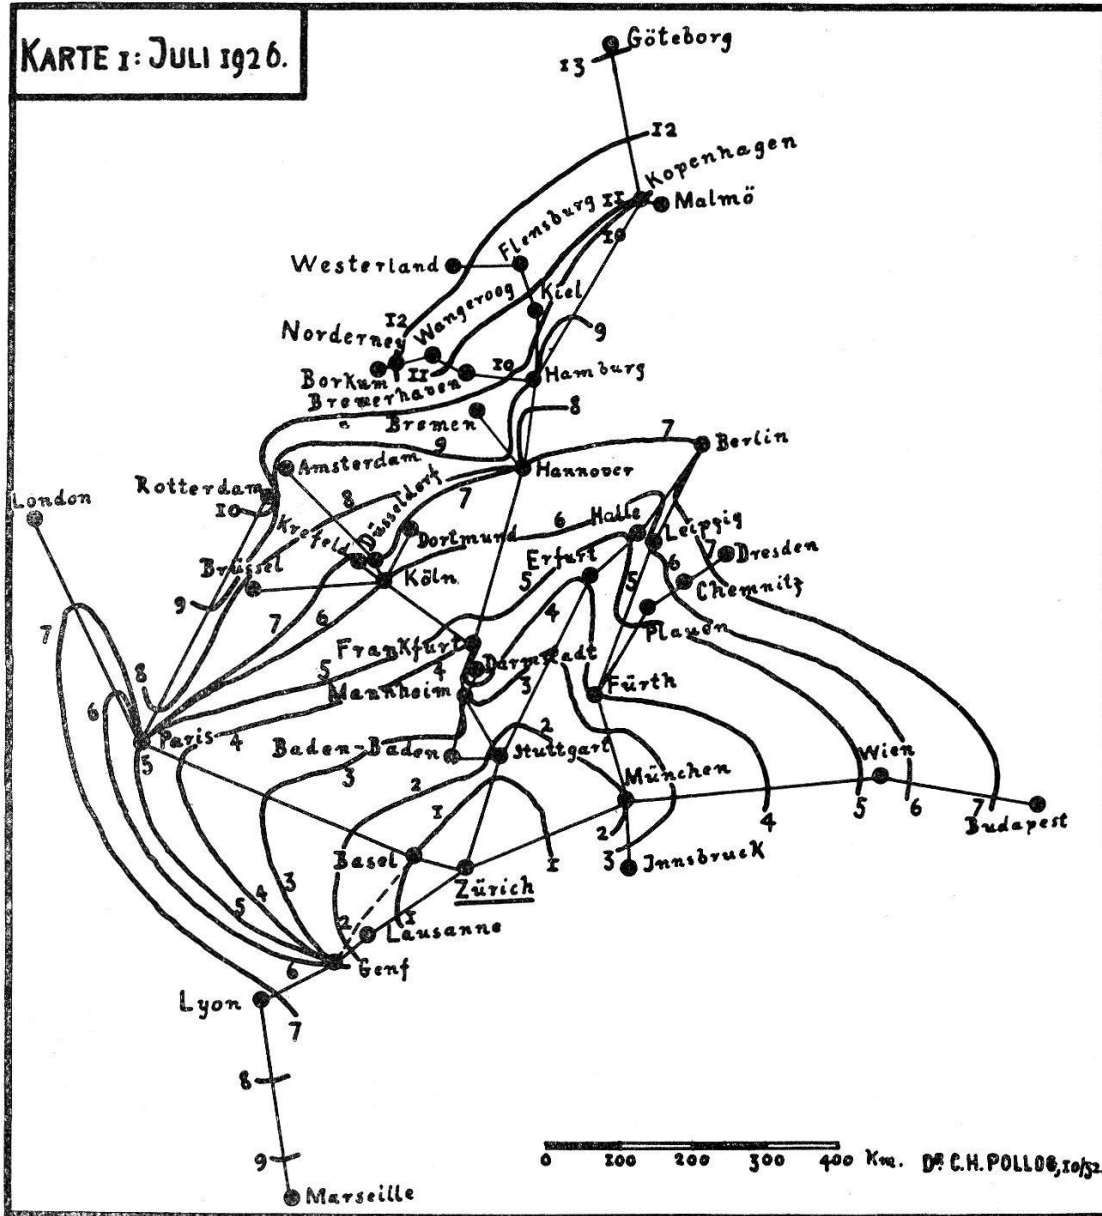 KARTE I: JULI 1926.
Göteborg
13
12
Kopenhagen
11
Malmö
Flensburg
10
Westerland
Wangeroog
Kiel
12
9
Norderney
11
10
Borkum
Hamburg
Bremerhaven
8
Bremen
7
Berlin
9
Amsterdam
Hannover
London
Rotterdam
8
7
10
Düsseldorf
6
Halle
Krefeld
Dortmund
Leipzig
Brüssel
Köln
Erfurt
5
5
6
7
Dresden
9
4
Chemnitz
7
7
6
Plauen
Frankfurt
5
4
Darmstadt
8
Mannheim
3
Fürth
6
4
2
Paris
5
Baden-Baden
Stuttgart
3
2
Wien
München
1
2
4
5
6
7
Budapest
Basel
1
3
Innsbruck
Zürich
4
3
5
2
1
Lausanne
6
Genf
Lyon
7
8
9
Marseille
0 100 200 300 400 Km.
Dr. C.H. POLLOG, 10/32